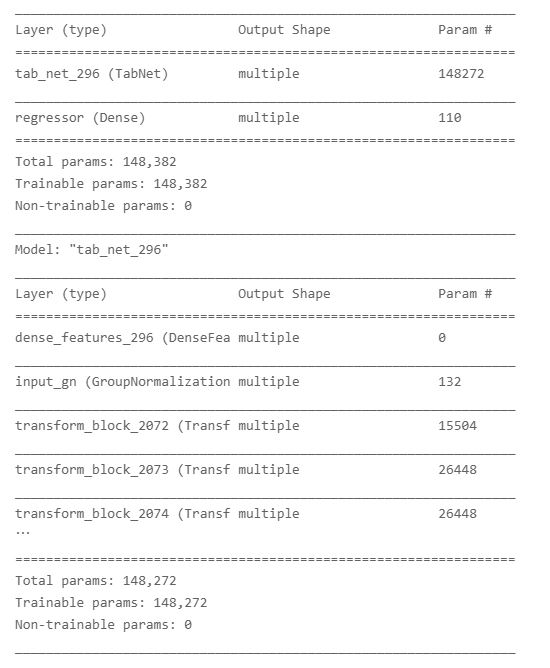 Layer (type) Output Shape Param #
=================================================================
tab_net_296 (TabNet) multiple 148272
_________________________________________________________________
regressor (Dense) multiple 110
=================================================================
Total params: 148,382
Trainable params: 148,382
Non-trainable params: 0
_________________________________________________________________
Model: "tab_net_296"
_________________________________________________________________
Layer (type) Output Shape Param #
=================================================================
dense_features_296 (DenseFea multiple 0
_________________________________________________________________
input_gn (GroupNormalization multiple 132
_________________________________________________________________
transform_block_2072 (Transf multiple 15504
_________________________________________________________________
transform_block_2073 (Transf multiple 26448
_________________________________________________________________
transform_block_2074 (Transf multiple 26448
...
=================================================================
Total params: 148,272
Trainable params: 148,272
Non-trainable params: 0
_________________________________________________________________